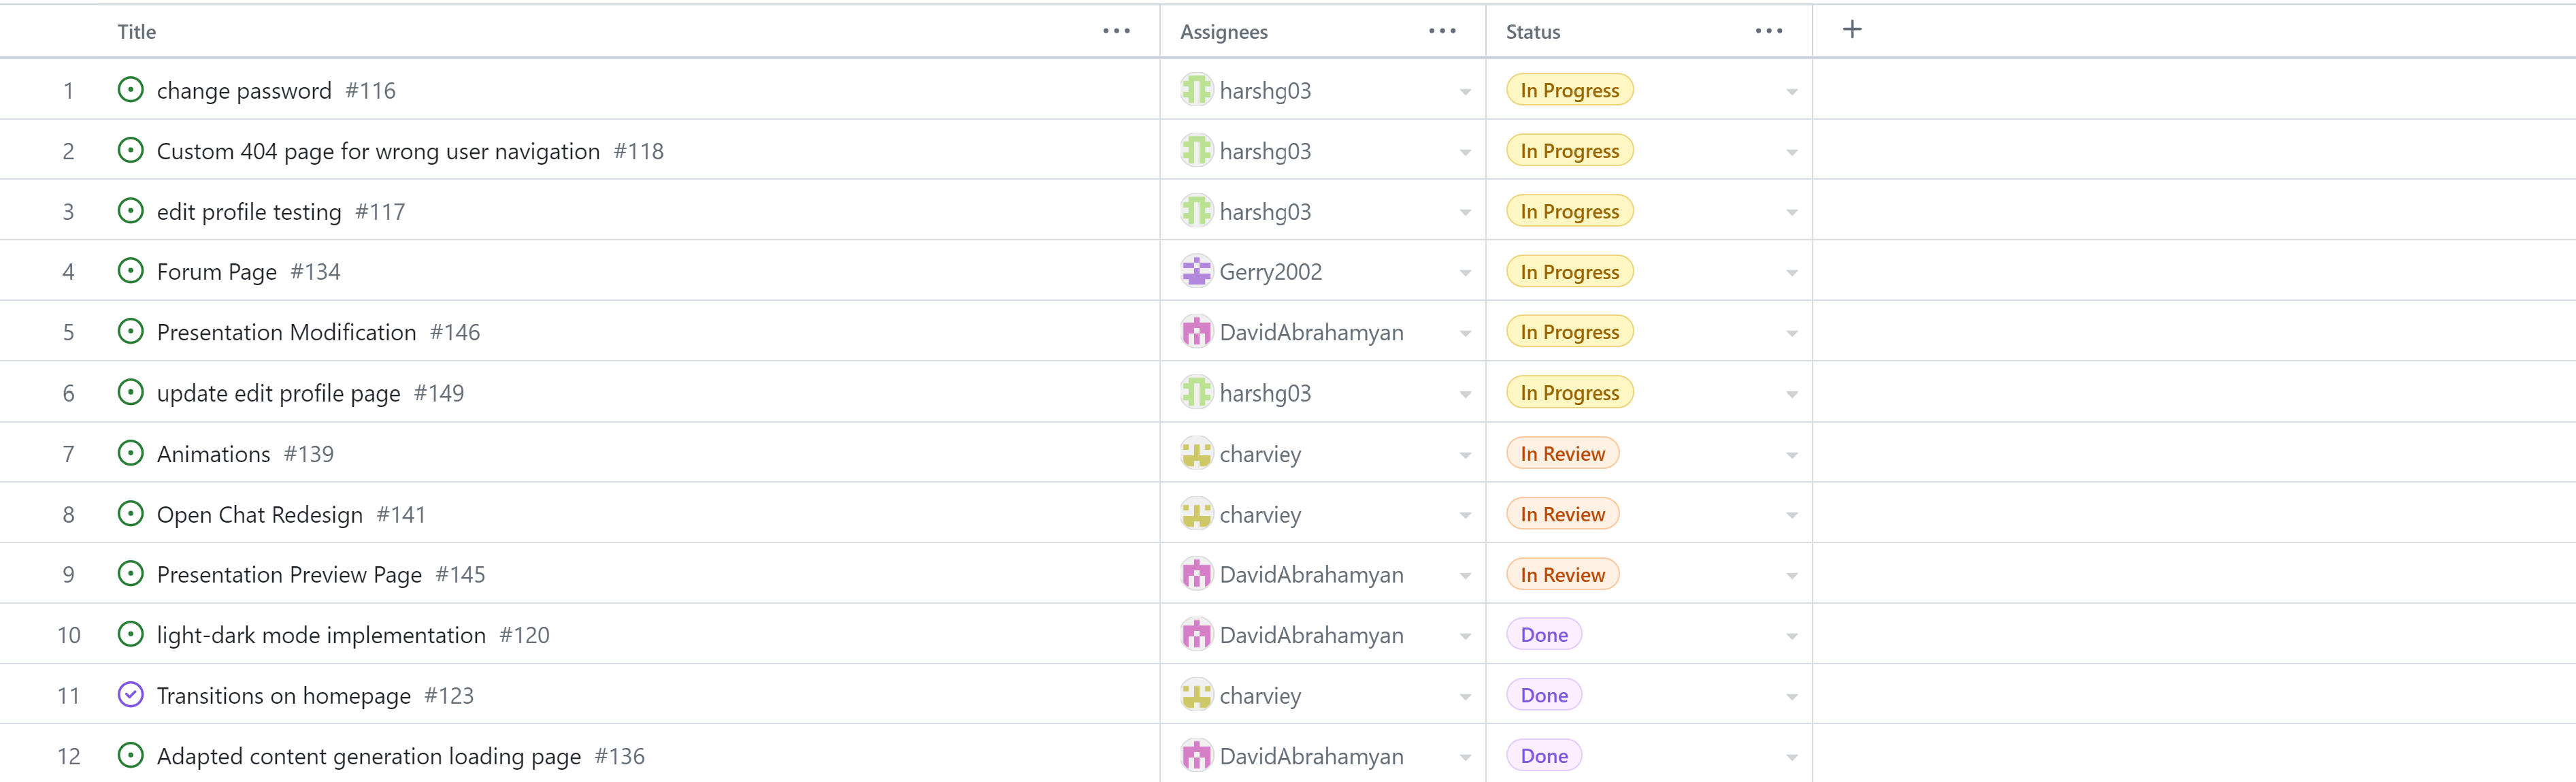 Title ... Assignees ... Status ... +
1 change password #116 harshg03 In Progress
2 Custom 404 page for wrong user navigation #118 harshg03 In Progress
3 edit profile testing #117 harshg03 In Progress
4 Forum Page #134 Gerry2002 In Progress
5 Presentation Modification #146 DavidAbrahamyan In Progress
6 update edit profile page #149 harshg03 In Progress
7 Animations #139 charviey In Review
8 Open Chat Redesign #141 charviey In Review
9 Presentation Preview Page #145 DavidAbrahamyan In Review
10 light-dark mode implementation #120 DavidAbrahamyan Done
11 Transitions on homepage #123 charviey Done
12 Adapted content generation loading page #136 DavidAbrahamyan Done